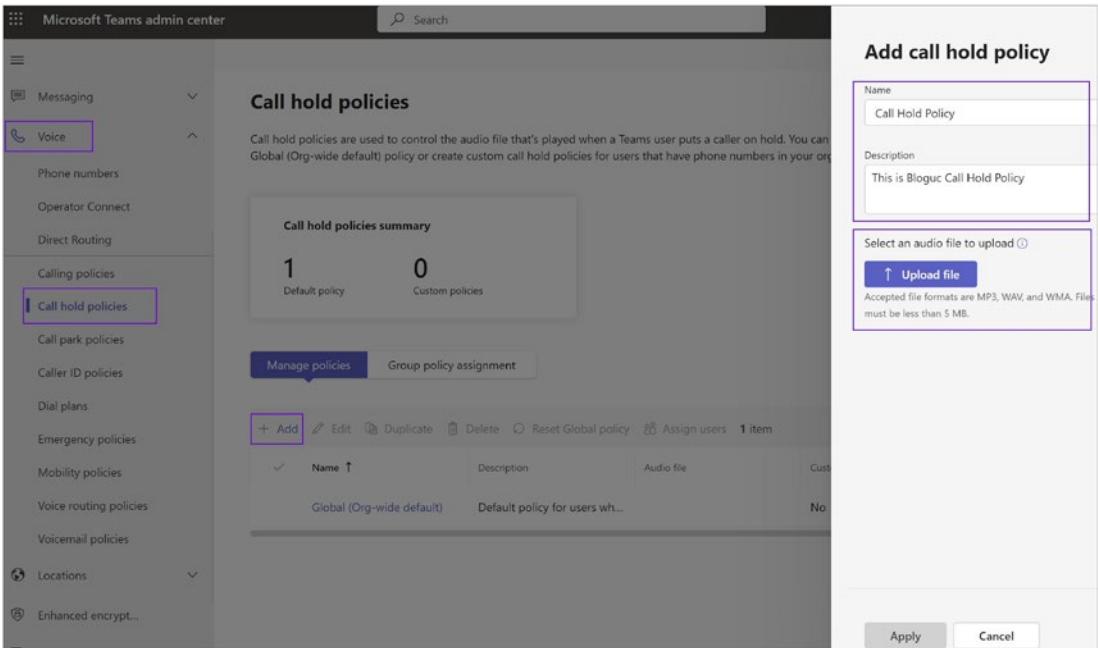 Microsoft Teams admin center
Search
Messaging
Voice
Phone numbers
Operator Connect
Direct Routing
Calling policies
Call hold policies
Call park policies
Caller ID policies
Dial plans
Emergency policies
Mobility policies
Voice routing policies
Voicemail policies
Locations
Enhanced encrypt...
Call hold policies
Call hold policies are used to control the audio file that's played when a Teams user puts a caller on hold. You can
Global (Org-wide default) policy or create custom call hold policies for users that have phone numbers in your org
Call hold policies summary
1
Default policy
0
Custom policies
Manage policies
Group policy assignment
+ Add Edit Duplicate Delete Reset Global policy Assign users 1 item
Name ↑ Description Audio file Cust
Global (Org-wide default) Default policy for users wh... No
Add call hold policy
Name
Call Hold Policy
Description
This is Bloguc Call Hold Policy
Select an audio file to upload
↑ Upload file
Accepted file formats are MP3, WAV, and WMA. Files
must be less than 5 MB.
Apply Cancel